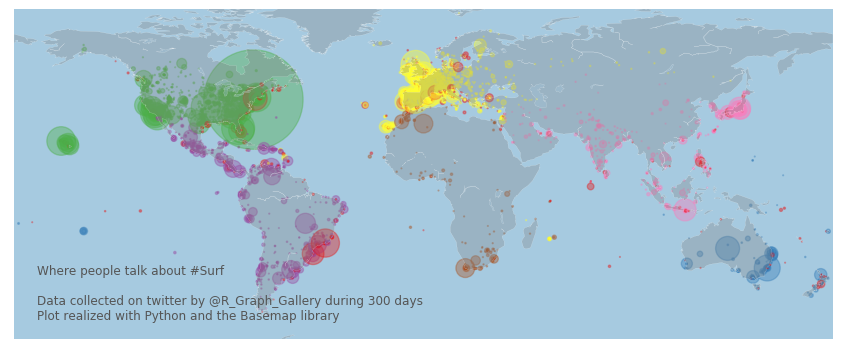 Where people talk about #Surf
Data collected on twitter by @R_Graph_Gallery during 300 days
Plot realized with Python and the Basemap library